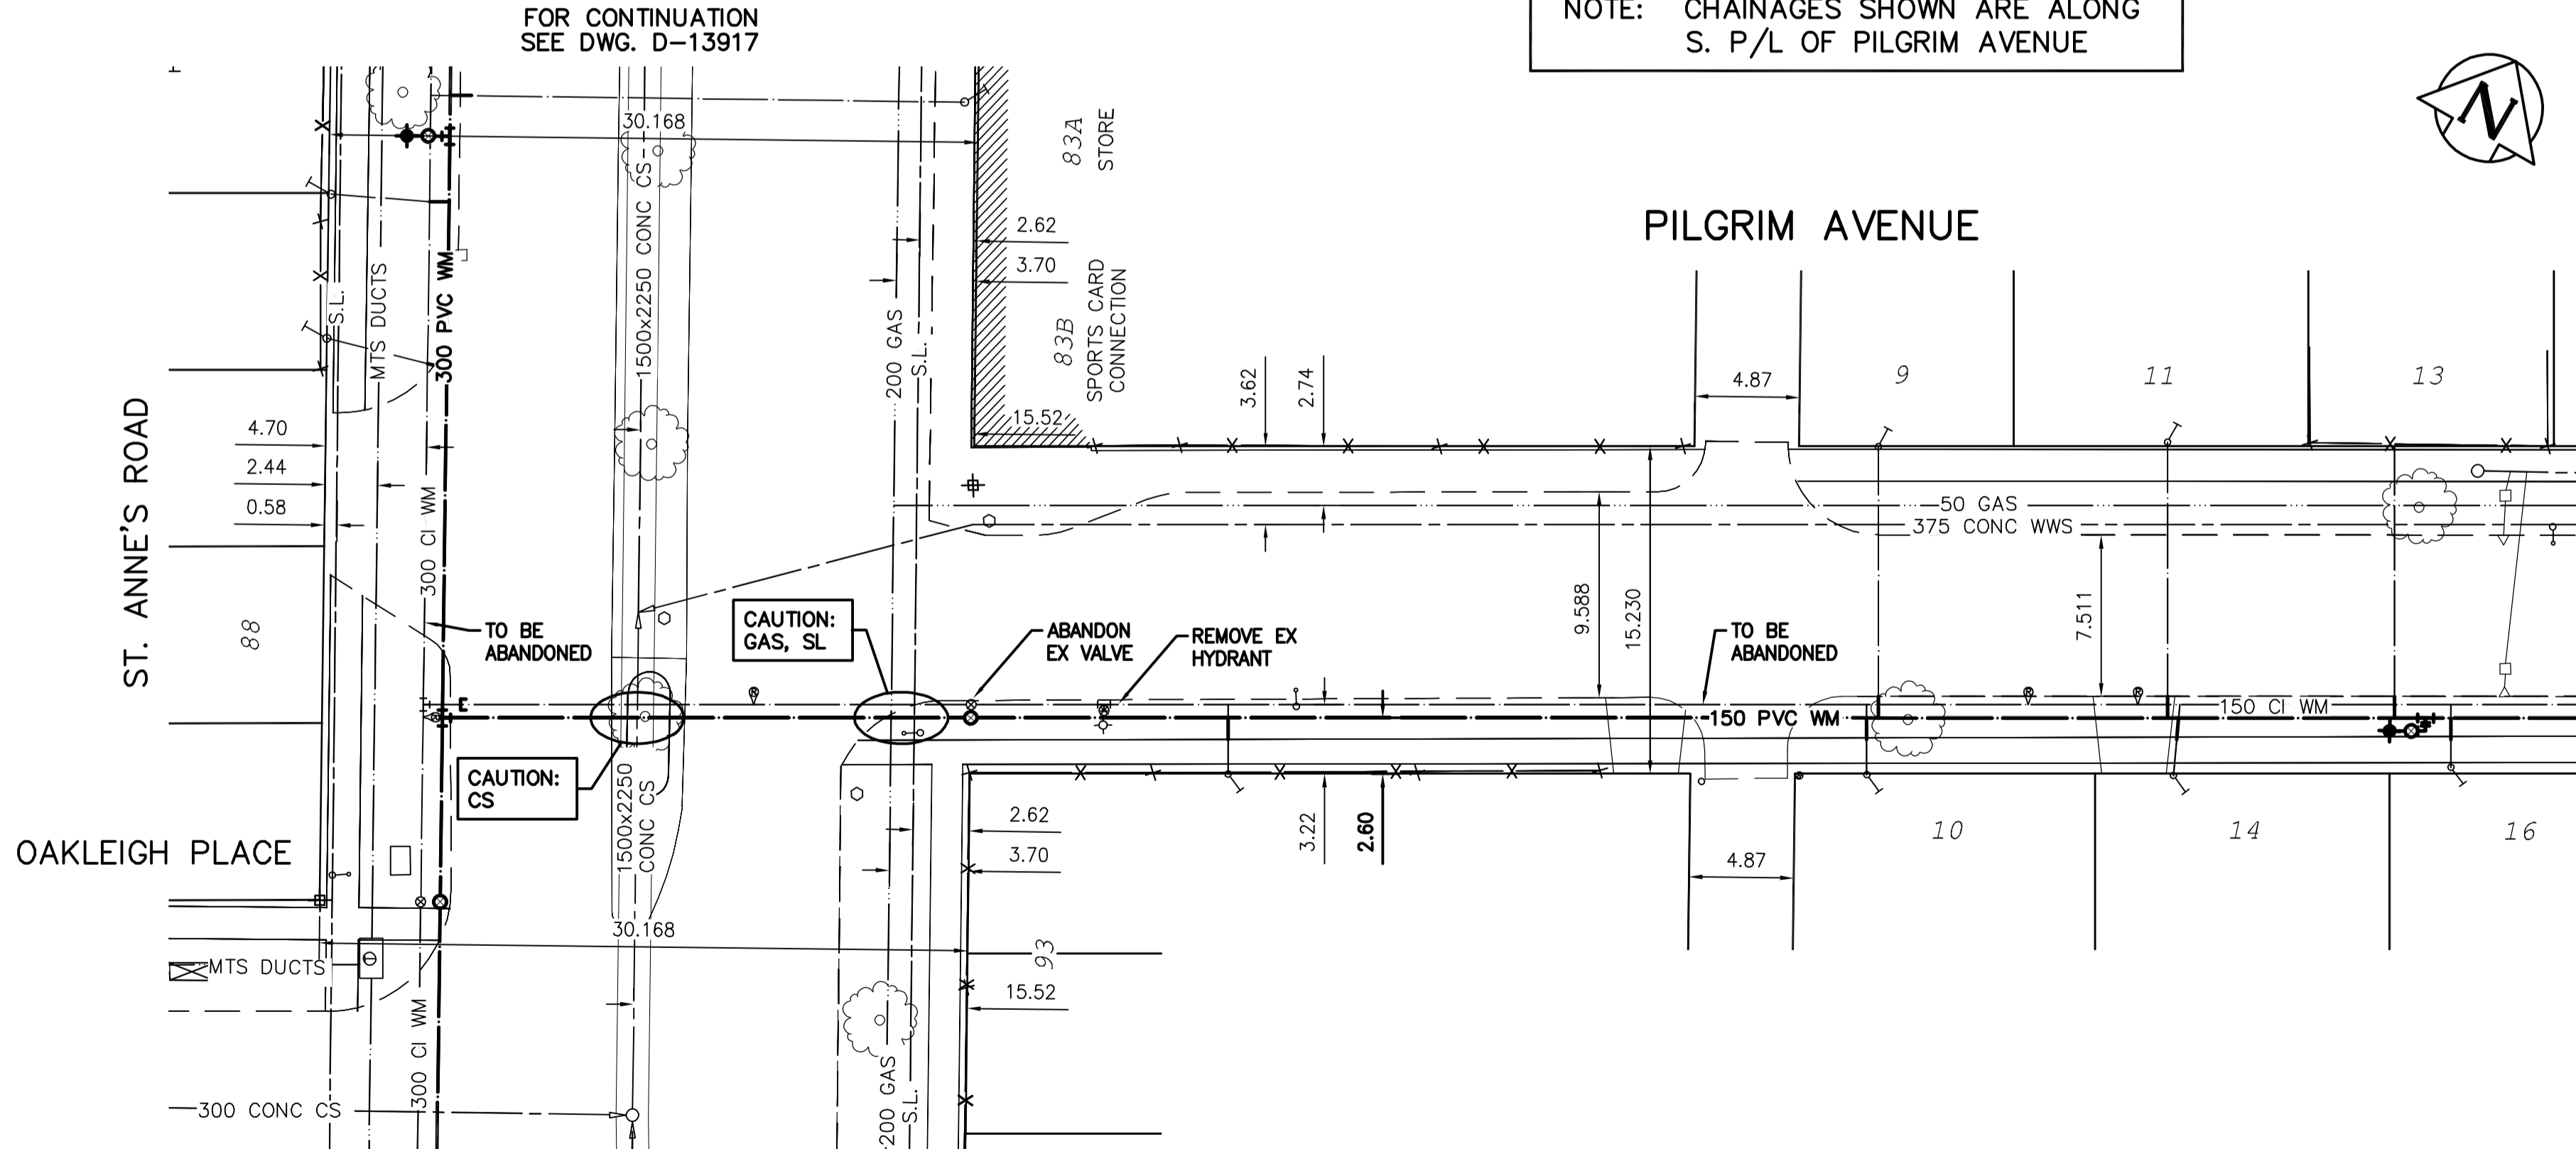 FOR CONTINUATION
SEE DWG. D-13917
NOTE: CHAINAGES SHOWN ARE ALONG
S. P/L OF PILGRIM AVENUE
N
PILGRIM AVENUE
ST. ANNE'S ROAD
OAKLEIGH PLACE
30.168
83A
STORE
2.62
3.70
83B
SPORTS CARD
CONNECTION
15.52
S.L.
MTS DUCTS
300 PVC WM
1500x2250 CONC CS
200 GAS
S.L.
4.70
2.44
0.58
300 CI WM
88
3.62
2.74
4.87
9
11
13
50 GAS
375 CONC WWS
9.588
15.230
7.511
TO BE
ABANDONED
CAUTION:
GAS, SL
ABANDON
EX VALVE
REMOVE EX
HYDRANT
TO BE
ABANDONED
150 PVC WM
150 CI WM
CAUTION:
CS
1500x2250
CONC CS
2.62
3.70
3.22
2.60
4.87
10
14
16
30.168
93
15.52
MTS DUCTS
300 CI WM
300 CONC CS
200 GAS
S.L.